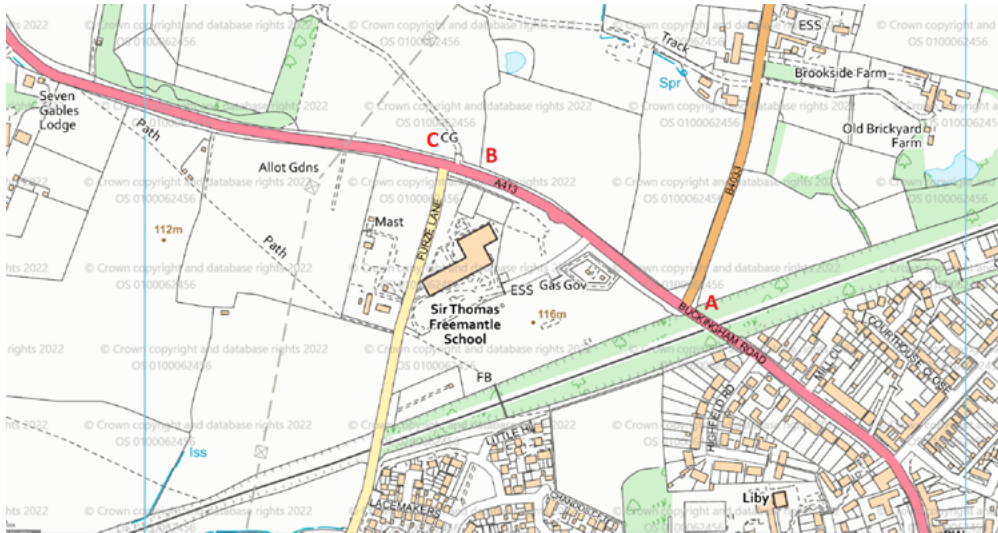 © Crown copyright and database rights 2022
OS 0100062456
ESS
Track
Spr
Brookside Farm
Seven
Gables
Lodge
Path
C
CG
B
Old Brickyard
Farm
Allot Gdns
A413
B4033
Mast
FURZE LANE
112m
Path
ESS
Gas Gov
Sir Thomas
Freemantle
School
116m
A
BUCKINGHAM ROAD
MILL CL
COURTHOUSE CLOSE
FB
HIGHFIELD RD
Iss
LITTLE HI
Liby
LACEMAKERS